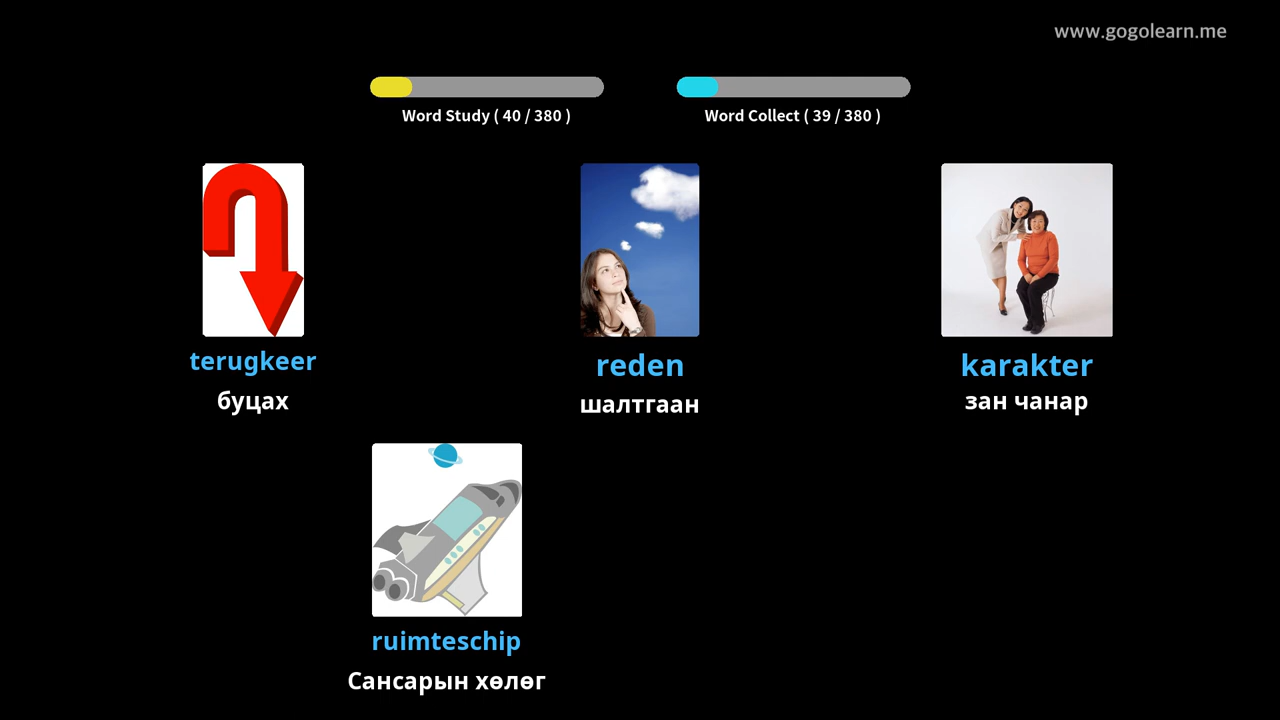 www.gogolearn.me
Word Study ( 40 / 380 )
Word Collect ( 39 / 380 )
terugkeer
буцах
reden
шалтгаан
karakter
зан чанар
ruimteschip
Сансарын хөлөг